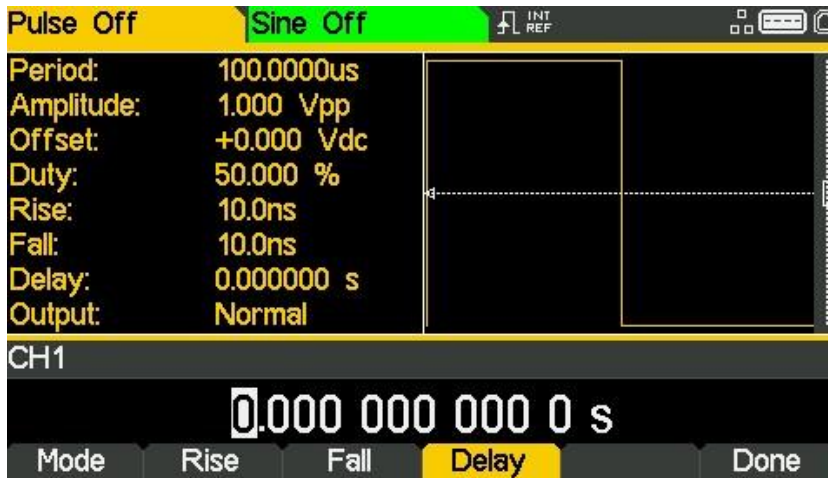 Pulse Off Sine Off INT
REF
Period: 100.0000us
Amplitude: 1.000 Vpp
Offset: +0.000 Vdc
Duty: 50.000 %
Rise: 10.0ns
Fall: 10.0ns
Delay: 0.000000 s
Output: Normal
CH1
0.000 000 000 0 s
Mode Rise Fall Delay Done